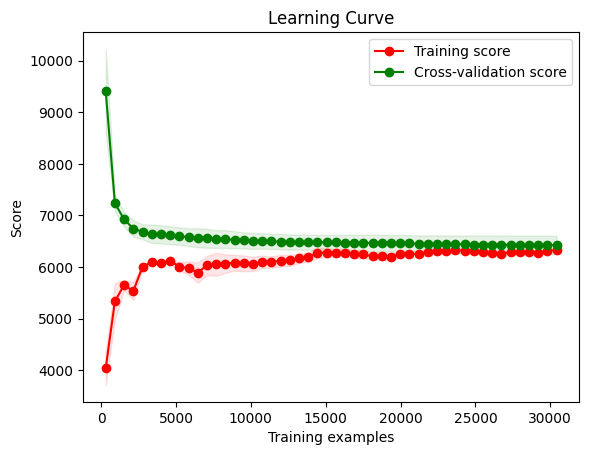 Learning Curve
Training score
Cross-validation score
Score
10000
9000
8000
7000
6000
5000
4000
0
5000
10000
15000
20000
25000
30000
Training examples